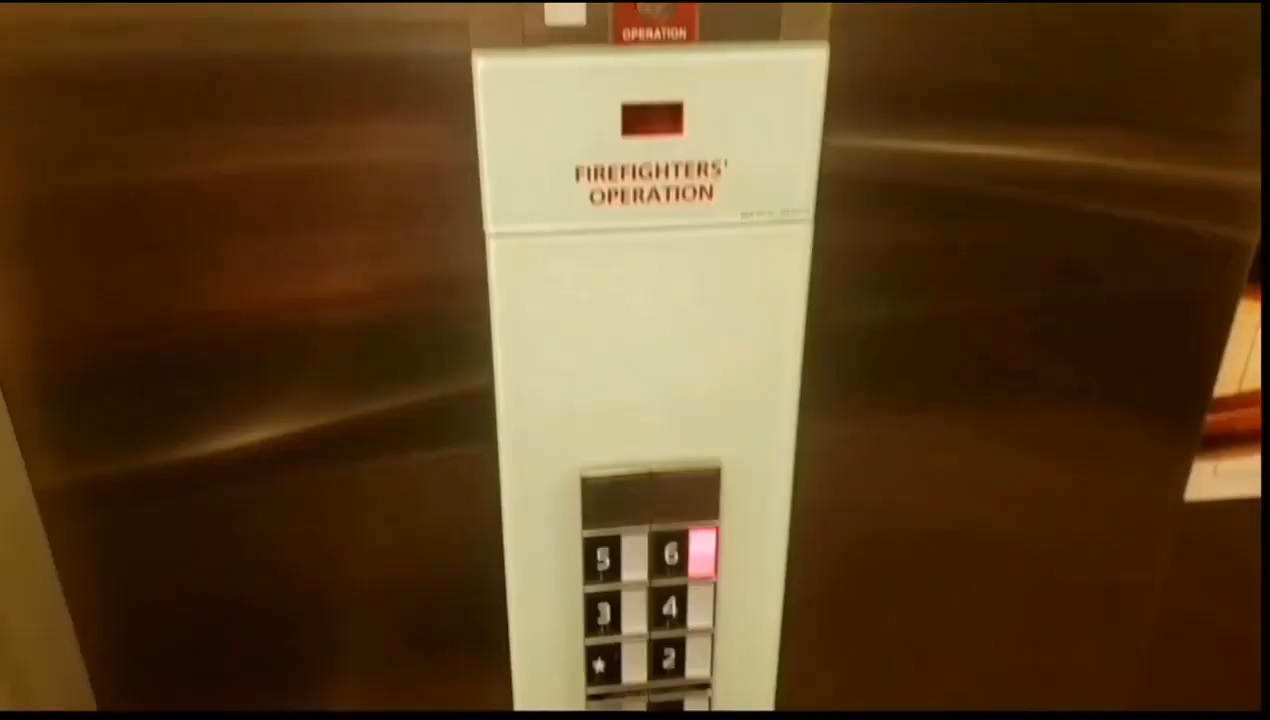 OPERATION
FIREFIGHTERS'
OPERATION
5 6
3 4
★ 2